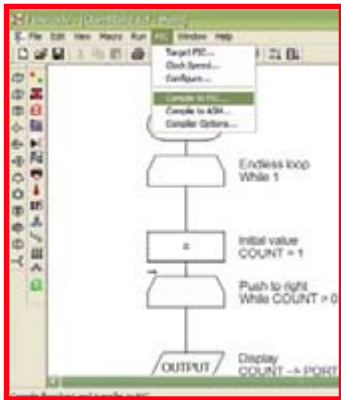 File Edit View Macro Run PIC Window Help
Target PIC...
Clock Speed...
Configure...
Compile to PIC...
Compile to ASM...
Compiler Options...
Endless loop
While 1
Initial value
COUNT = 1
Push to right
While COUNT > 0
OUTPUT
Display
COUNT -> PORT